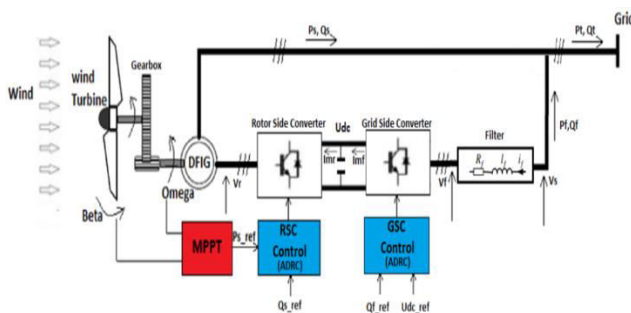 Grid
Ps, Qs
Pt, Qt
Gearbox
wind
Turbine
Wind
Rotor Side Converter
Udc
Grid Side Converter
Filter
Pf,Qf
Imr
Imf
DFIG
Rf
lf
if
Vr
Vf
Vs
Omega
Beta
MPPT
Ps_ref
RSC
Control
(ADRC)
GSC
Control
(ADRC)
Qs_ref
Qf_ref
Udc_ref